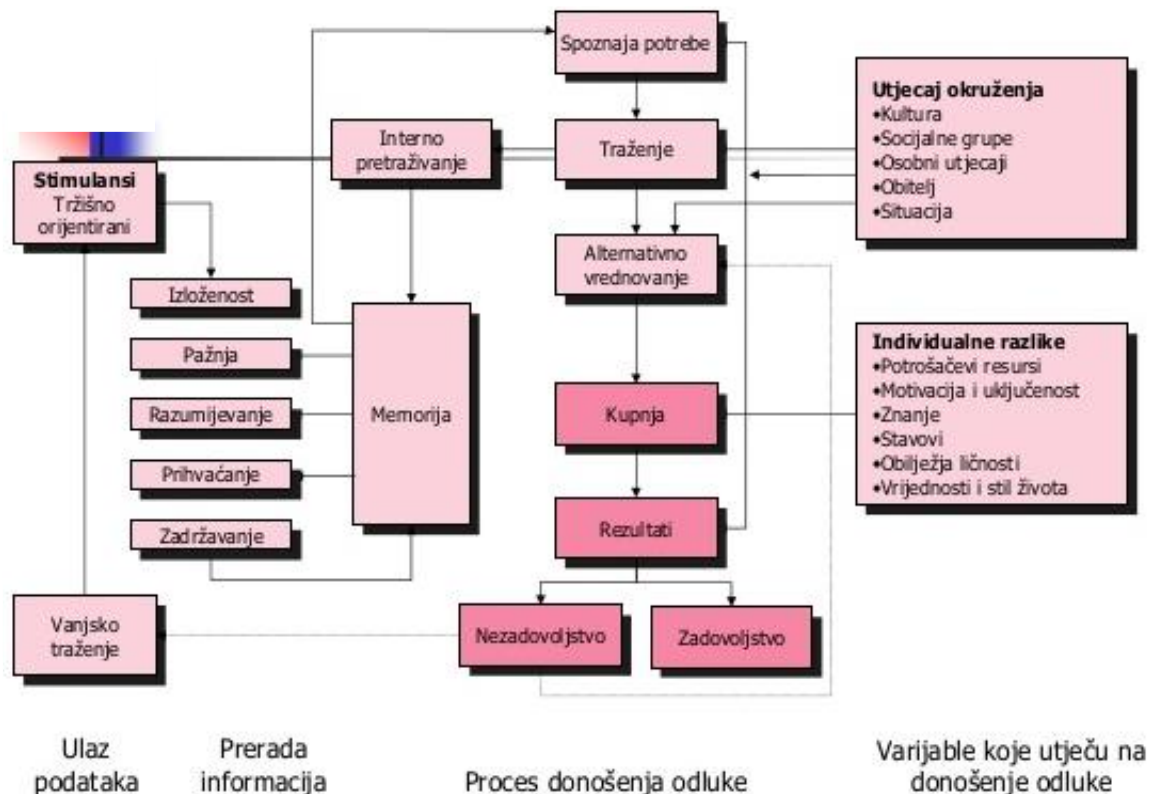 Spoznaja potrebe
Utjecaj okruženja
•Kultura
•Socijalne grupe
•Osobni utjecaji
•Obitelj
•Situacija
Interno
pretraživanje
Traženje
Stimulansi
Tržišno
orijentirani
Alternativno
vrednovanje
Izloženost
Pažnja
Razumijevanje
Prihvaćanje
Zadržavanje
Memorija
Individualne razlike
•Potrošačevi resursi
•Motivacija i uključenost
•Znanje
•Stavovi
•Obilježja ličnosti
•Vrijednosti i stil života
Kupnja
Rezultati
Vanjsko
traženje
Nezadovoljstvo
Zadovoljstvo
Ulaz
podataka
Prerada
informacija
Proces donošenja odluke
Varijable koje utječu na
donošenje odluke